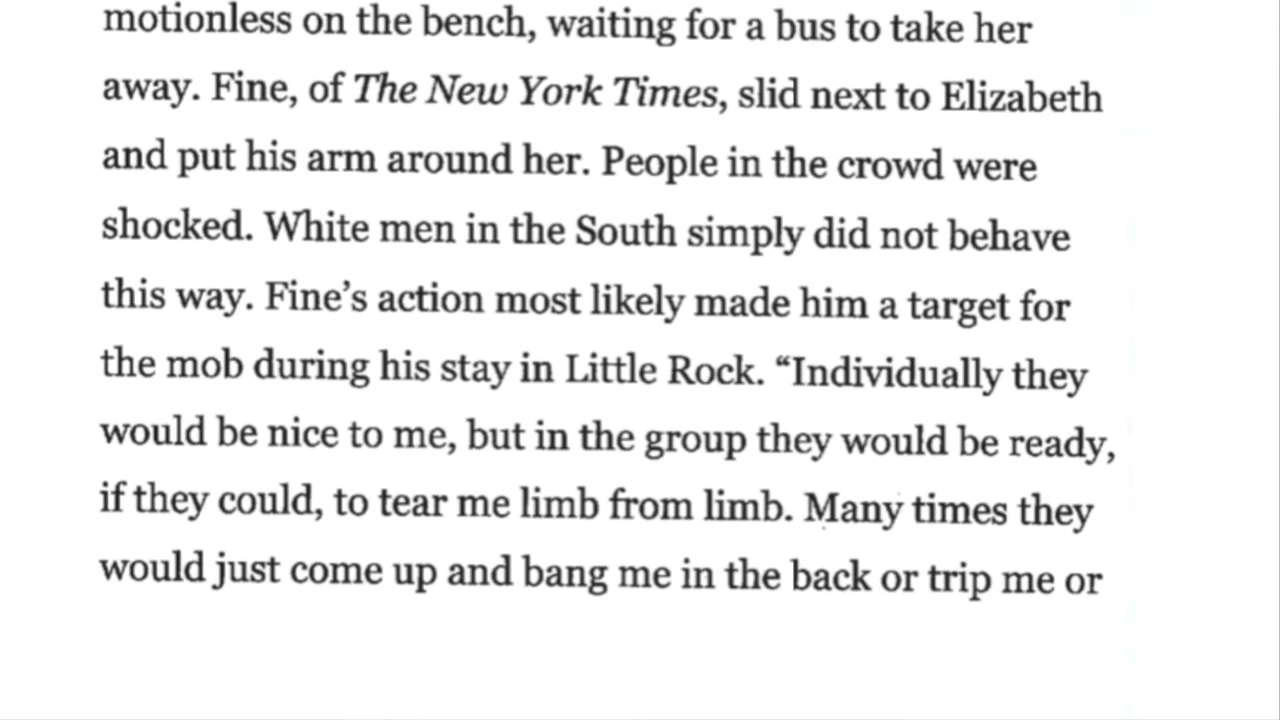 motionless on the bench, waiting for a bus to take her
away. Fine, of The New York Times, slid next to Elizabeth
and put his arm around her. People in the crowd were
shocked. White men in the South simply did not behave
this way. Fine’s action most likely made him a target for
the mob during his stay in Little Rock. “Individually they
would be nice to me, but in the group they would be ready,
if they could, to tear me limb from limb. Many times they
would just come up and bang me in the back or trip me or